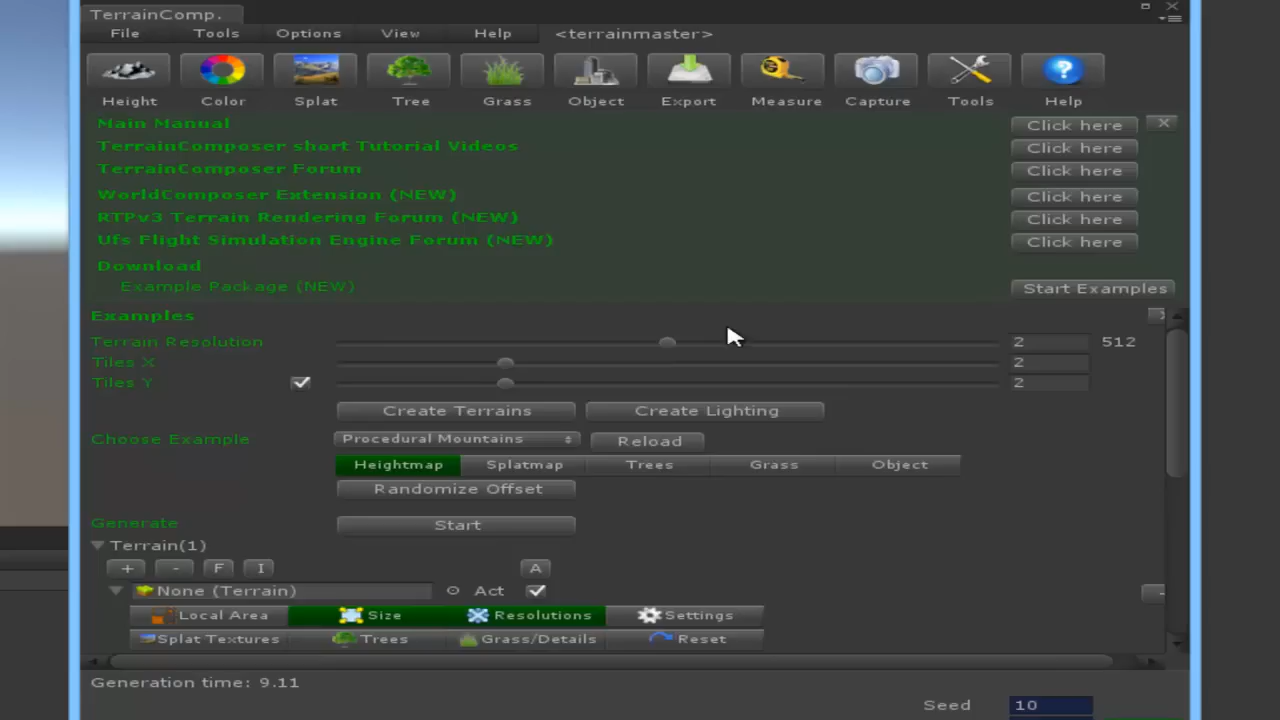 TerrainComp.
File Tools Options View Help <terrainmaster>
Height Color Splat Tree Grass Object Export Measure Capture Tools Help
Main Manual Click here X
TerrainComposer short Tutorial Videos Click here
TerrainComposer Forum Click here
WorldComposer Extension (NEW) Click here
RTPv3 Terrain Rendering Forum (NEW) Click here
Ufs Flight Simulation Engine Forum (NEW) Click here
Download
Example Package (NEW) Start Examples
Examples
Terrain Resolution 2 512
Tiles X 2
Tiles Y 2
Create Terrains Create Lighting
Choose Example Procedural Mountains Reload
Heightmap Splatmap Trees Grass Object
Randomize Offset
Generate Start
Terrain(1)
+ - F I A
None (Terrain) Act -
Local Area Size Resolutions Settings
Splat Textures Trees Grass/Details Reset
Generation time: 9.11
Seed 10